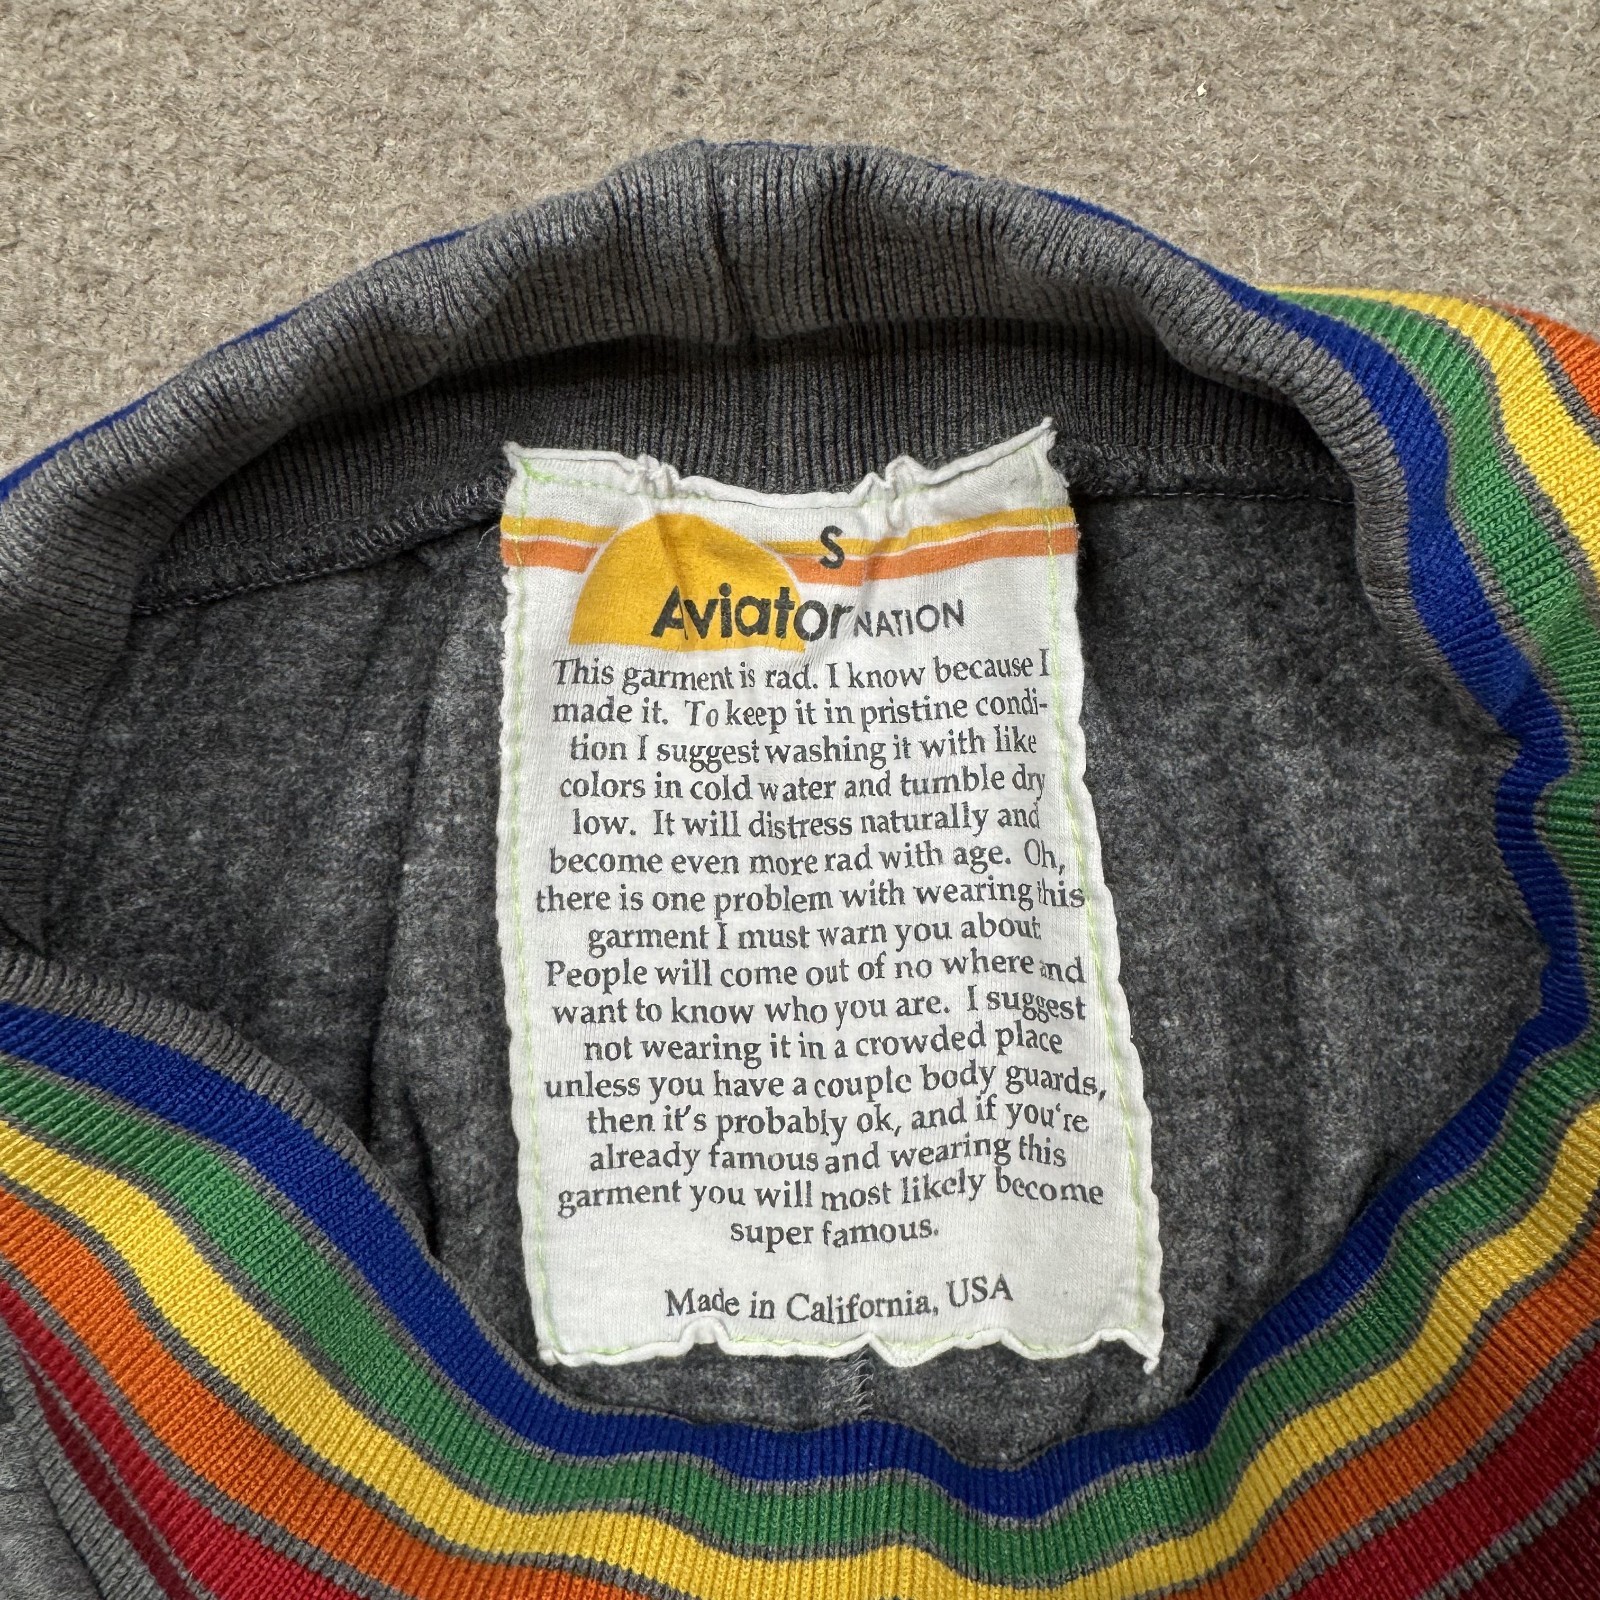 S
Aviator NATION
This garment is rad. I know because I
made it. To keep it in pristine condi-
tion I suggest washing it with like
colors in cold water and tumble dry
low. It will distress naturally and
become even more rad with age. Oh,
there is one problem with wearing this
garment I must warn you about
People will come out of no where and
want to know who you are. I suggest
not wearing it in a crowded place
unless you have a couple body guards,
then it's probably ok, and if you're
already famous and wearing this
garment you will most likely become
super famous.
Made in California, USA